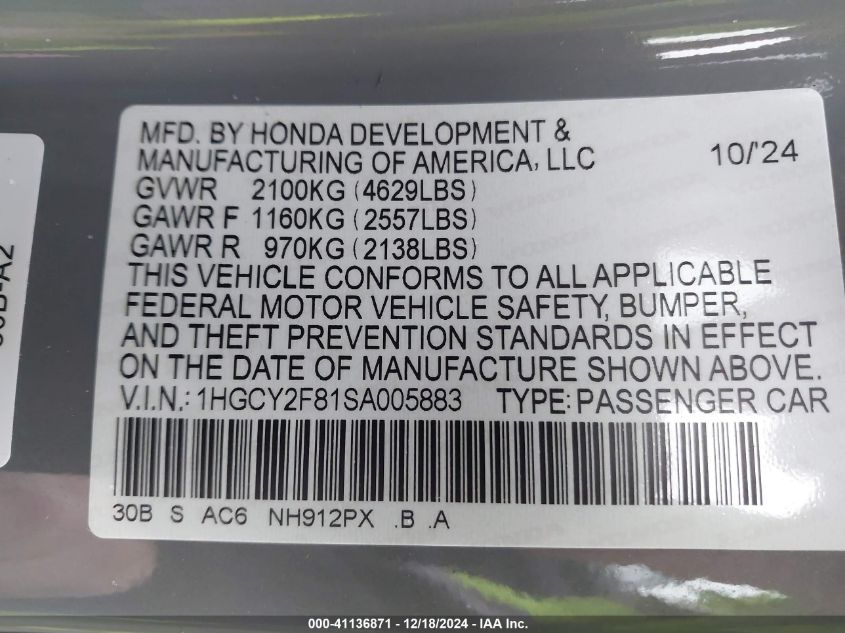 MFD. BY HONDA DEVELOPMENT &
MANUFACTURING OF AMERICA, LLC 10/'24
GVWR 2100KG (4629LBS)
GAWR F 1160KG (2557LBS)
GAWR R 970KG (2138LBS)
THIS VEHICLE CONFORMS TO ALL APPLICABLE
FEDERAL MOTOR VEHICLE SAFETY, BUMPER,
AND THEFT PREVENTION STANDARDS IN EFFECT
ON THE DATE OF MANUFACTURE SHOWN ABOVE.
V.I.N.: 1HGCY2F81SA005883 TYPE: PASSENGER CAR
30B S AC6 NH912PX .B .A
000-41136871 / 12/18/2024 - IAA Inc.